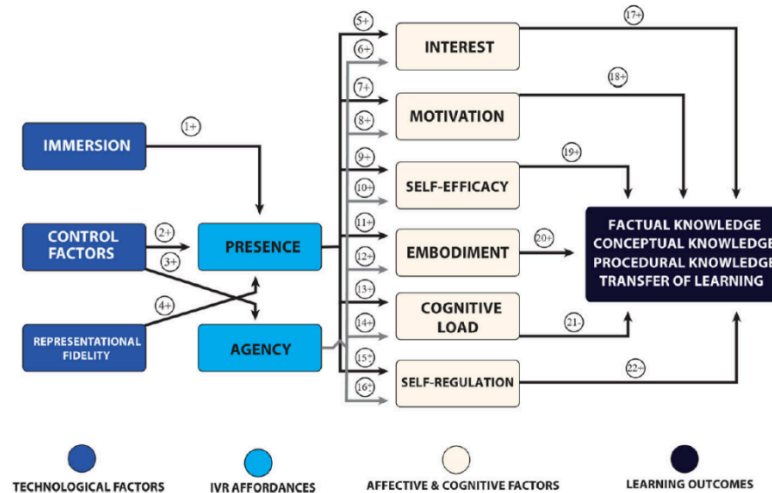 5+
6+
INTEREST
17+
7+
8+
MOTIVATION
18+
1+
IMMERSION
9+
10+
SELF-EFFICACY
19+
2+
3+
CONTROL
FACTORS
PRESENCE
11+
12+
EMBODIMENT
20+
FACTUAL KNOWLEDGE
CONCEPTUAL KNOWLEDGE
PROCEDURAL KNOWLEDGE
TRANSFER OF LEARNING
4+
REPRESENTATIONAL
FIDELITY
AGENCY
13+
14+
COGNITIVE
LOAD
21-
15+
16+
SELF-REGULATION
22+
TECHNOLOGICAL FACTORS
IVR AFFORDANCES
AFFECTIVE & COGNITIVE FACTORS
LEARNING OUTCOMES